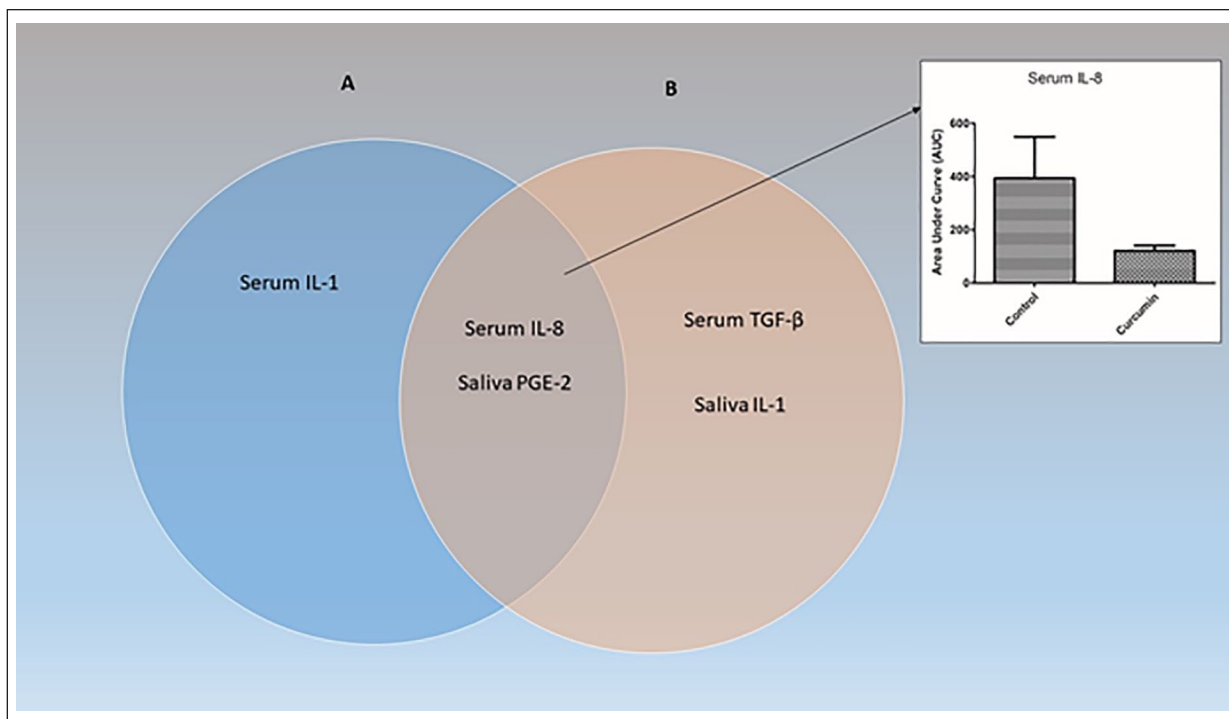 A
B
Serum IL-1
Serum IL-8
Saliva PGE-2
Serum TGF-β
Saliva IL-1
Serum IL-8
Area Under Curve (AUC)
600
400
200
0
Control
Curcumin